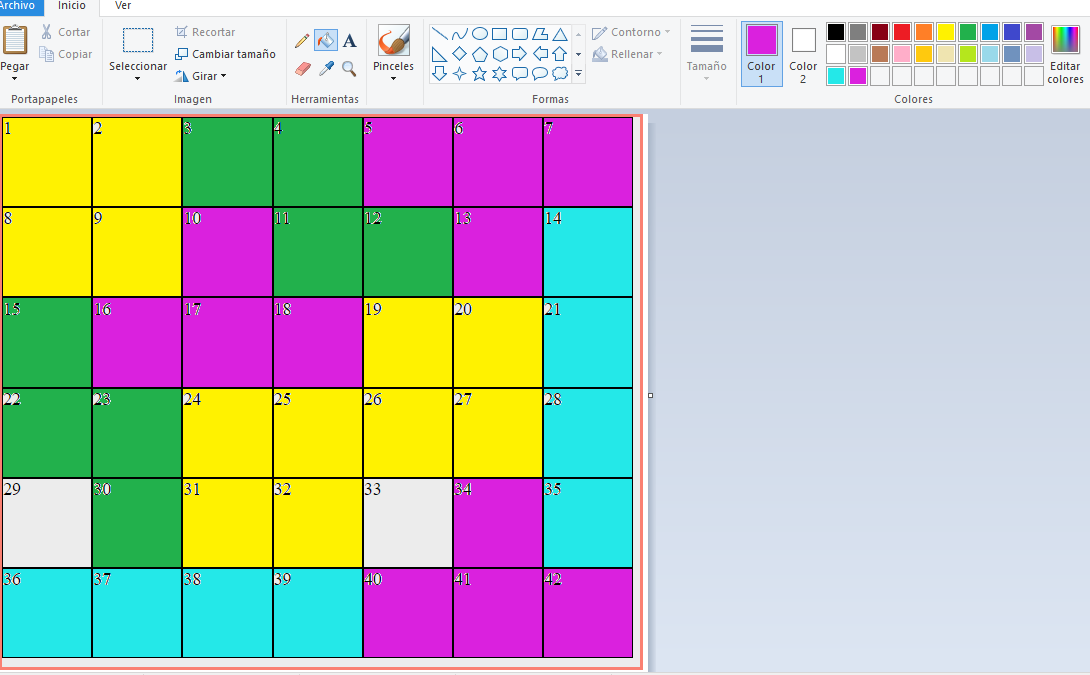 Archivo Inicio Ver
Pegar
Cortar
Copiar
Portapapeles
Seleccionar
Recortar
Cambiar tamaño
Girar
Imagen
A
Herramientas
Pinceles
Contorno
Rellenar
Formas
Tamaño
Color 1
Color 2
Editar colores
Colores
1 2 3 4 5 6 7
8 9 10 11 12 13 14
15 16 17 18 19 20 21
22 23 24 25 26 27 28
29 30 31 32 33 34 35
36 37 38 39 40 41 42